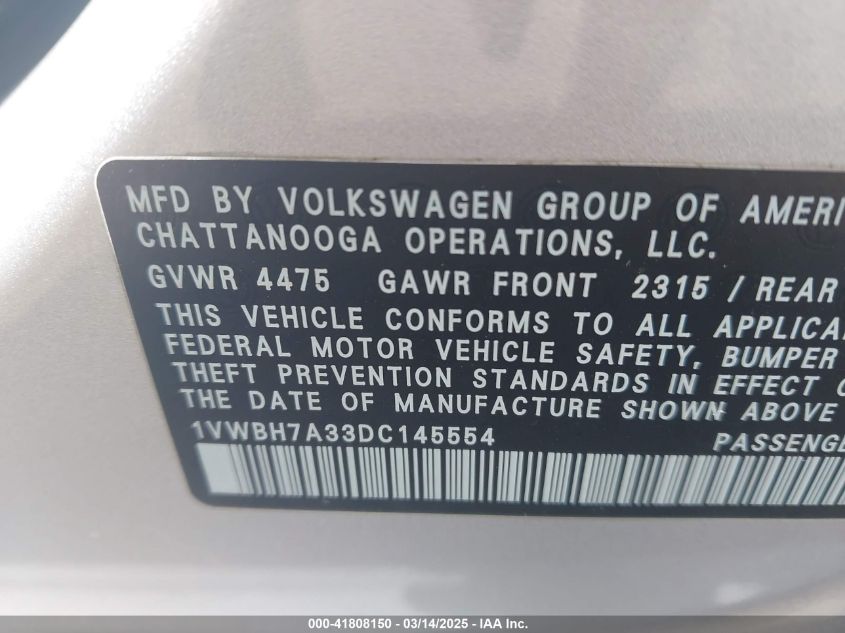 MFD BY VOLKSWAGEN GROUP OF AMERI
CHATTANOOGA OPERATIONS, LLC.
GVWR 4475 GAWR FRONT 2315 / REAR
THIS VEHICLE CONFORMS TO ALL APPLICA
FEDERAL MOTOR VEHICLE SAFETY, BUMPER
THEFT PREVENTION STANDARDS IN EFFECT
THE DATE OF MANUFACTURE SHOWN ABOVE
1VWBH7A33DC145554 PASSENGE
000-41808150 - 03/14/2025 - IAA Inc.